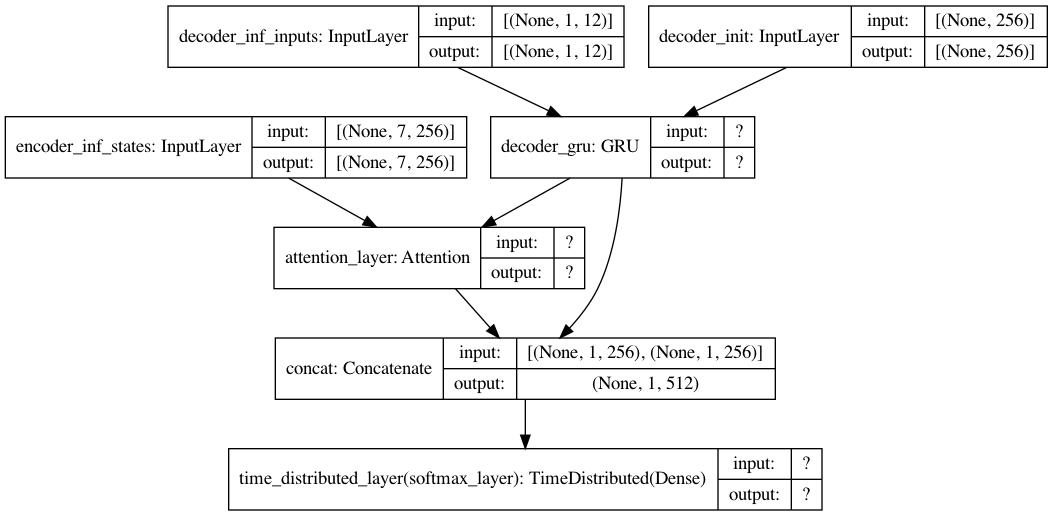 decoder_inf_inputs: InputLayer
input: [(None, 1, 12)]
output: [(None, 1, 12)]
decoder_init: InputLayer
input: [(None, 256)]
output: [(None, 256)]
encoder_inf_states: InputLayer
input: [(None, 7, 256)]
output: [(None, 7, 256)]
decoder_gru: GRU
input: ?
output: ?
attention_layer: Attention
input: ?
output: ?
concat: Concatenate
input: [(None, 1, 256), (None, 1, 256)]
output: (None, 1, 512)
time_distributed_layer(softmax_layer): TimeDistributed(Dense)
input: ?
output: ?